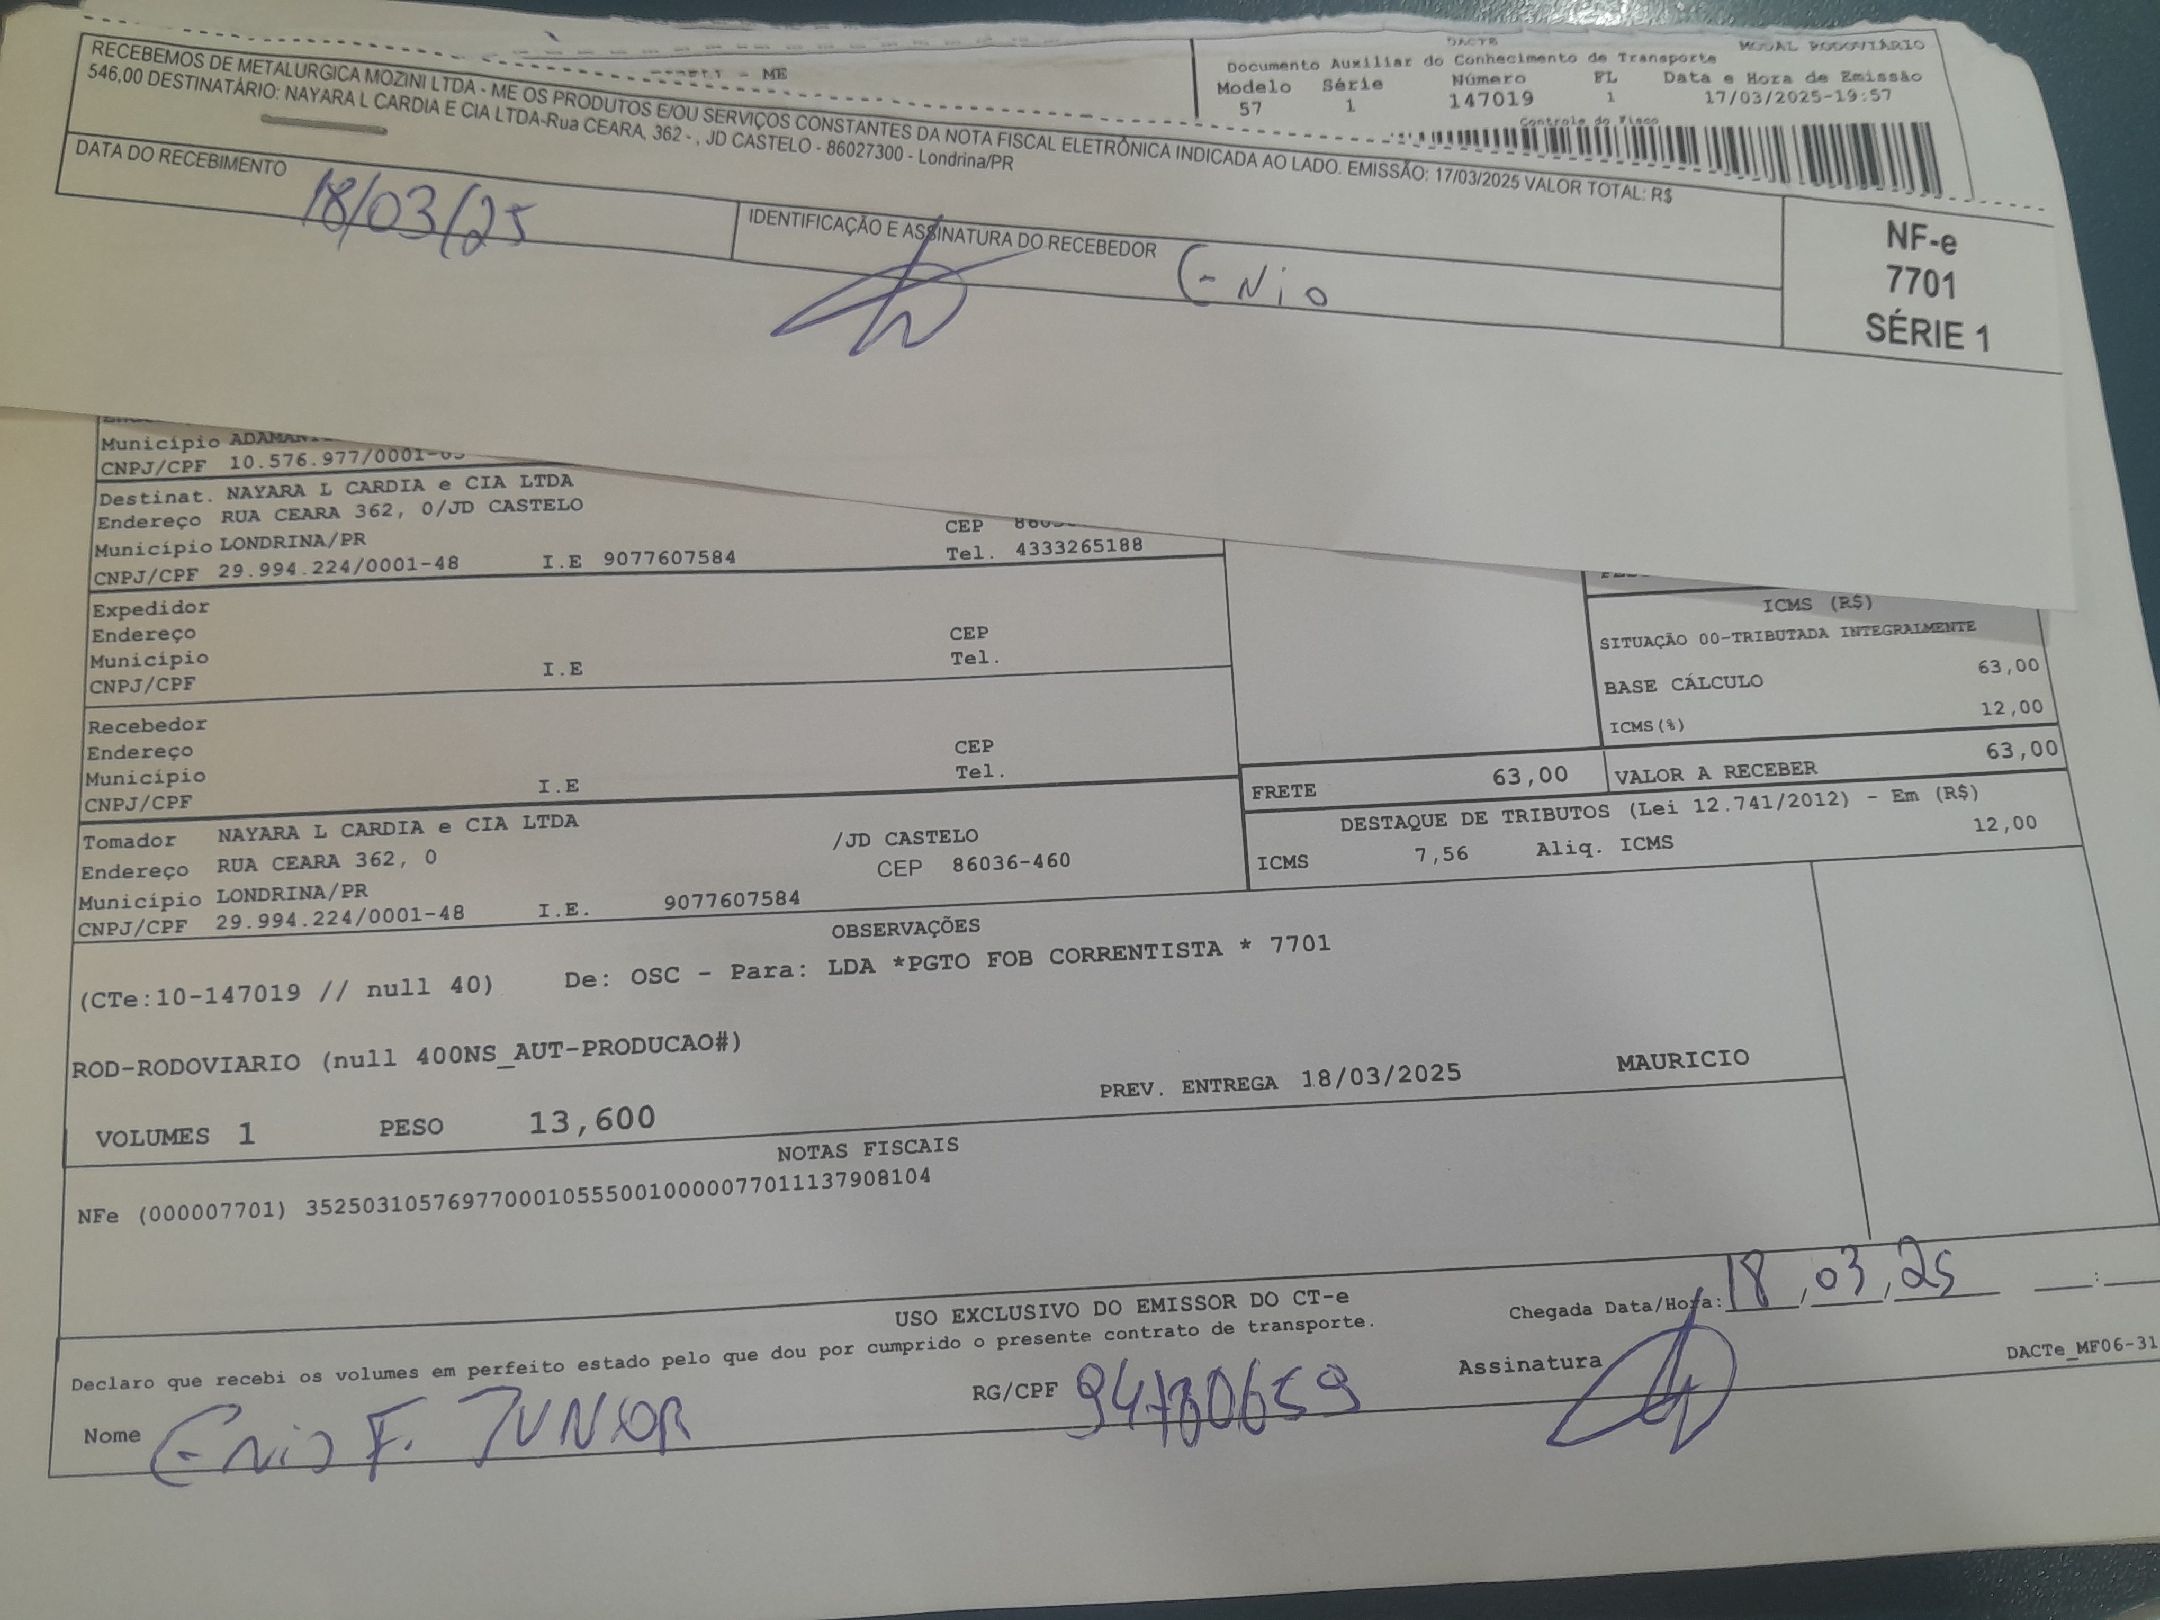 DACTE
MODAL RODOVIÁRIO
Documento Auxiliar do Conhecimento de Transporte
- ME
Modelo Série Número FL Data e Hora de Emissão
57 1 147019 1 17/03/2025-19:57
Controle do Fisco
RECEBEMOS DE METALURGICA MOZINI LTDA - ME OS PRODUTOS E/OU SERVIÇOS CONSTANTES DA NOTA FISCAL ELETRÔNICA INDICADA AO LADO. EMISSÃO: 17/03/2025 VALOR TOTAL: R$
546,00 DESTINATÁRIO: NAYARA L CARDIA E CIA LTDA-Rua CEARA, 362 - , JD CASTELO - 86027300 - Londrina/PR
DATA DO RECEBIMENTO
18/03/25
IDENTIFICAÇÃO E ASSINATURA DO RECEBEDOR
Enio
NF-e
7701
SÉRIE 1
Município
CNPJ/CPF 10.576.977/0001-05
Destinat. NAYARA L CARDIA e CIA LTDA
Endereço RUA CEARA 362, 0/JD CASTELO
Município LONDRINA/PR CEP
CNPJ/CPF 29.994.224/0001-48 I.E 9077607584 Tel. 4333265188
Expedidor
Endereço
Município CEP
CNPJ/CPF I.E Tel.
Recebedor
Endereço
Município CEP
CNPJ/CPF I.E Tel.
ICMS (R$)
SITUAÇÃO 00-TRIBUTADA INTEGRALMENTE
BASE CÁLCULO 63,00
ICMS(%) 12,00
FRETE 63,00 VALOR A RECEBER 63,00
DESTAQUE DE TRIBUTOS (Lei 12.741/2012) - Em (R$)
ICMS 7,56 Aliq. ICMS 12,00
Tomador NAYARA L CARDIA e CIA LTDA
Endereço RUA CEARA 362, 0 /JD CASTELO
Município LONDRINA/PR CEP 86036-460
CNPJ/CPF 29.994.224/0001-48 I.E. 9077607584
OBSERVAÇÕES
(CTe:10-147019 // null 40) De: OSC - Para: LDA *PGTO FOB CORRENTISTA * 7701
ROD-RODOVIARIO (null 400NS_AUT-PRODUCAO#)
PREV. ENTREGA 18/03/2025 MAURICIO
VOLUMES 1 PESO 13,600
NOTAS FISCAIS
NFe (000007701) 35250310576977000105550010000077011137908104
USO EXCLUSIVO DO EMISSOR DO CT-e
Declaro que recebi os volumes em perfeito estado pelo que dou por cumprido o presente contrato de transporte.
Chegada Data/Hora: 18,03,25 __:__
Nome Enio F. JUNIOR
RG/CPF 94780659
Assinatura
DACTe_MF06-31